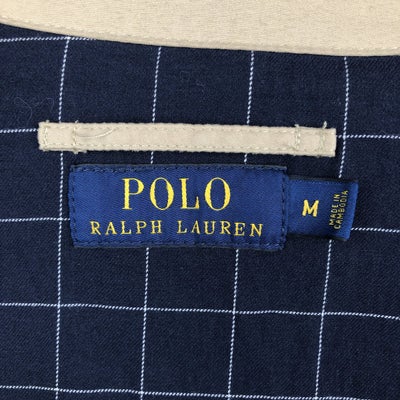 POLO
RALPH LAUREN
M
MADE IN
CAMBODIA